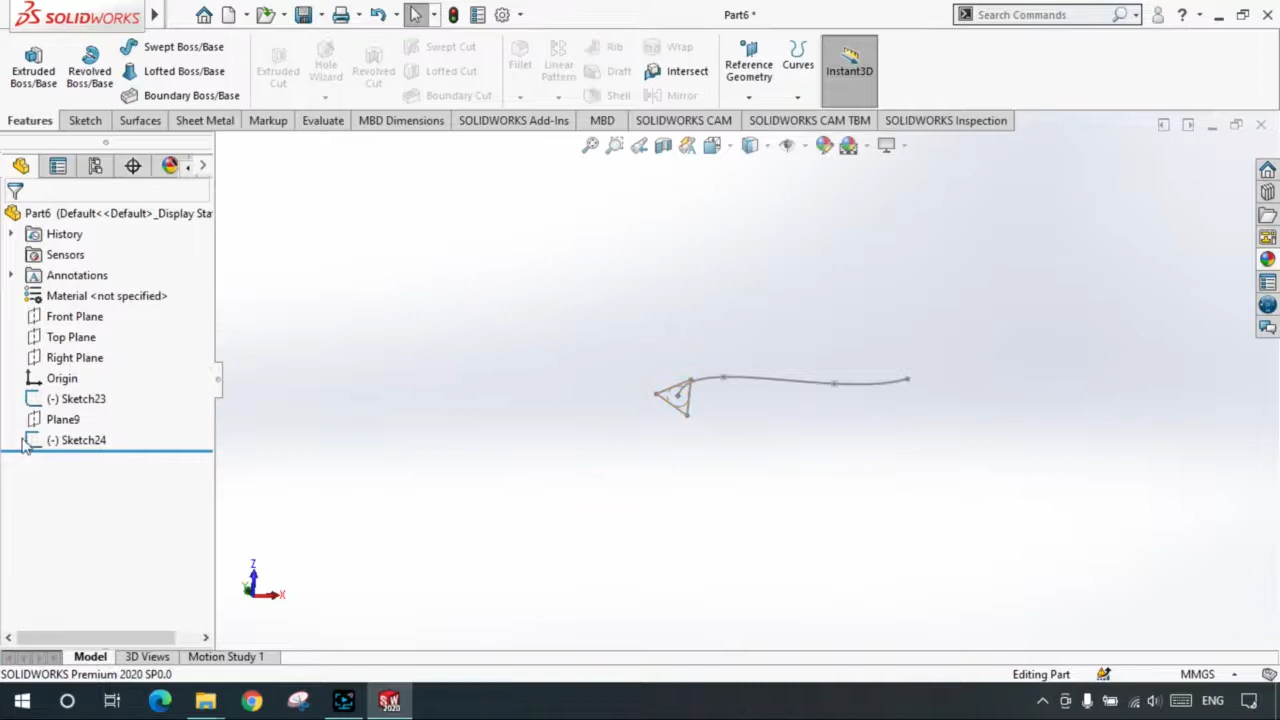 SOLIDWORKS
Part6 *
Search Commands
Extruded Boss/Base
Revolved Boss/Base
Swept Boss/Base
Lofted Boss/Base
Boundary Boss/Base
Extruded Cut
Hole Wizard
Revolved Cut
Swept Cut
Lofted Cut
Boundary Cut
Fillet
Linear Pattern
Rib
Draft
Shell
Wrap
Intersect
Mirror
Reference Geometry
Curves
Instant3D
Features
Sketch
Surfaces
Sheet Metal
Markup
Evaluate
MBD Dimensions
SOLIDWORKS Add-Ins
MBD
SOLIDWORKS CAM
SOLIDWORKS CAM TBM
SOLIDWORKS Inspection
Part6 (Default<<Default>_Display Sta
History
Sensors
Annotations
Material <not specified>
Front Plane
Top Plane
Right Plane
Origin
(-) Sketch23
Plane9
(-) Sketch24
Z
Y
X
Model
3D Views
Motion Study 1
SOLIDWORKS Premium 2020 SP0.0
Editing Part
MMGS
SW 2020
ENG